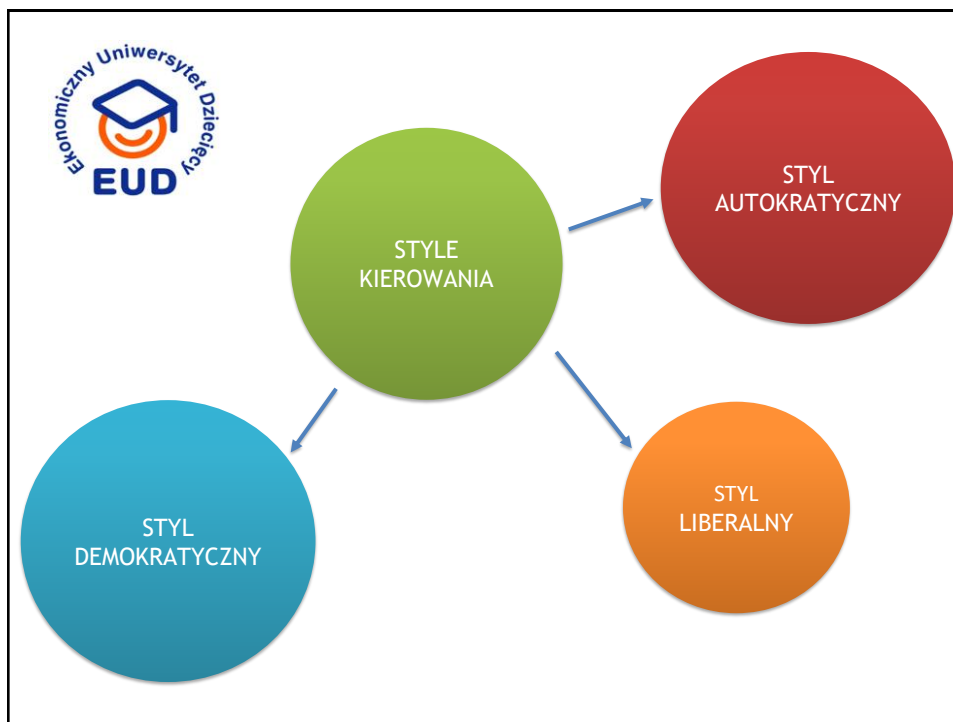 Ekonomiczny Uniwersytet Dziecięcy
EUD
STYLE
KIEROWANIA
STYL
AUTOKRATYCZNY
STYL
DEMOKRATYCZNY
STYL
LIBERALNY